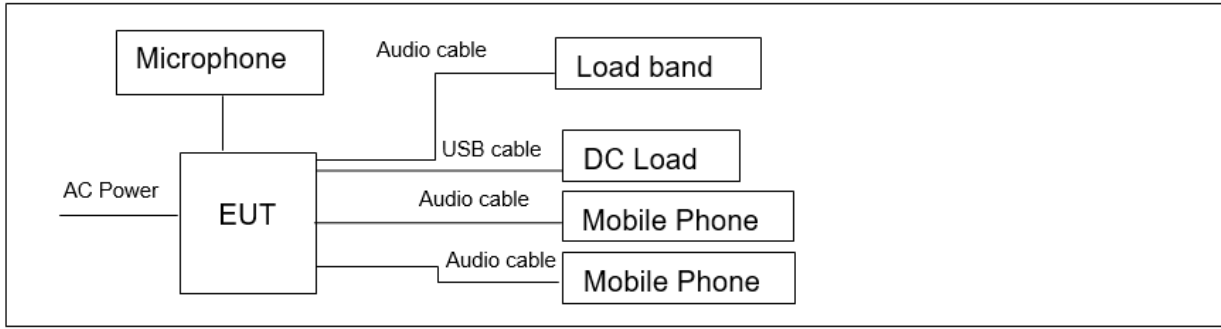 Microphone
Audio cable
Load band
USB cable
DC Load
AC Power
EUT
Audio cable
Mobile Phone
Audio cable
Mobile Phone